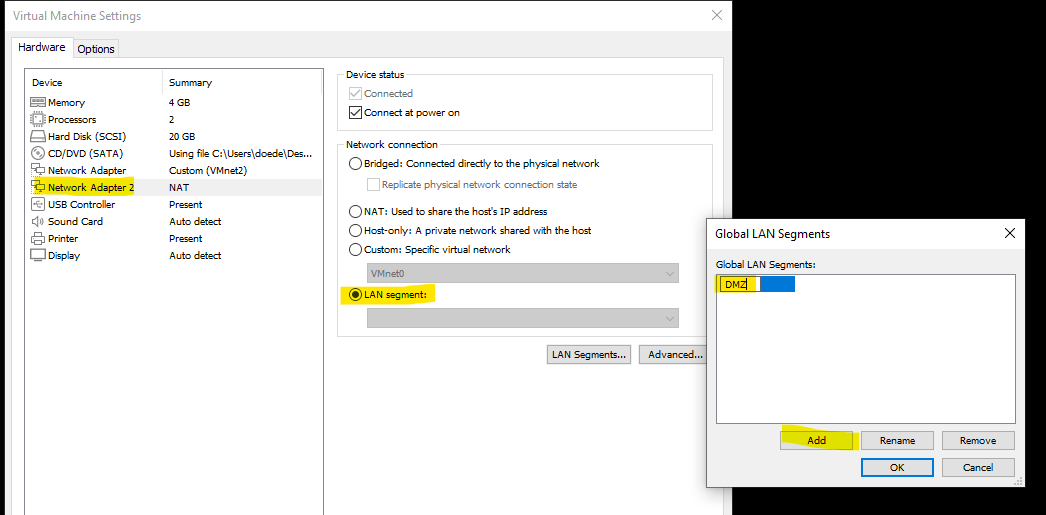 Virtual Machine Settings
Hardware Options
Device Summary
Memory 4 GB
Processors 2
Hard Disk (SCSI) 20 GB
CD/DVD (SATA) Using file C:\Users\doede\Des...
Network Adapter Custom (VMnet2)
Network Adapter 2 NAT
USB Controller Present
Sound Card Auto detect
Printer Present
Display Auto detect
Device status
Connected
Connect at power on
Network connection
Bridged: Connected directly to the physical network
Replicate physical network connection state
NAT: Used to share the host's IP address
Host-only: A private network shared with the host
Custom: Specific virtual network
VMnet0
LAN segment:
LAN Segments... Advanced...
Global LAN Segments
Global LAN Segments:
DMZ
Add Rename Remove
OK Cancel